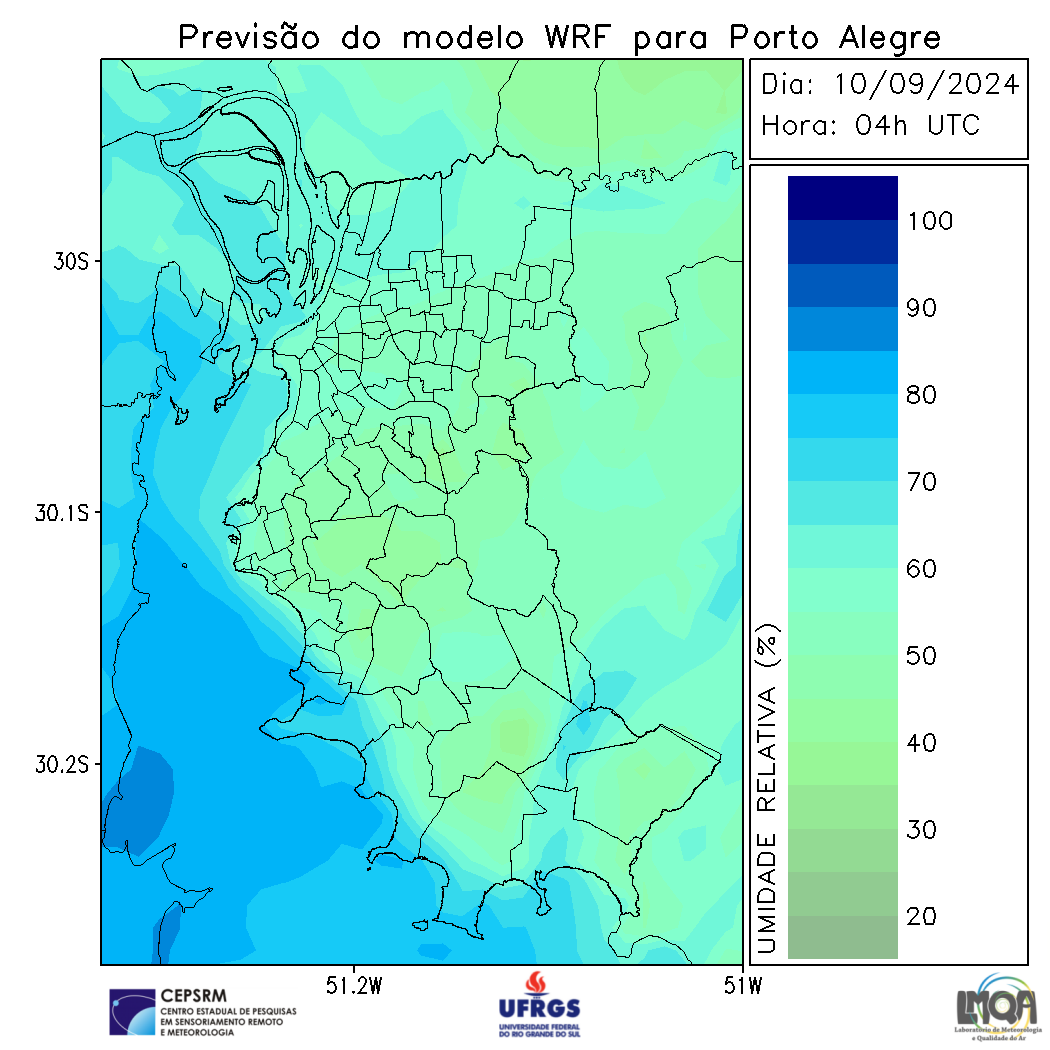 Previsão do modelo WRF para Porto Alegre
Dia: 10/09/2024
Hora: 04h UTC
30S
30.1S
30.2S
51.2W
51W
100
90
80
70
60
50
40
30
20
UMIDADE RELATIVA (%)
CEPSRM
CENTRO ESTADUAL DE PESQUISAS
EM SENSORIAMENTO REMOTO
E METEOROLOGIA
UFRGS
UNIVERSIDADE FEDERAL
DO RIO GRANDE DO SUL
LMQA
Laboratório de Meteorologia
e Qualidade do Ar